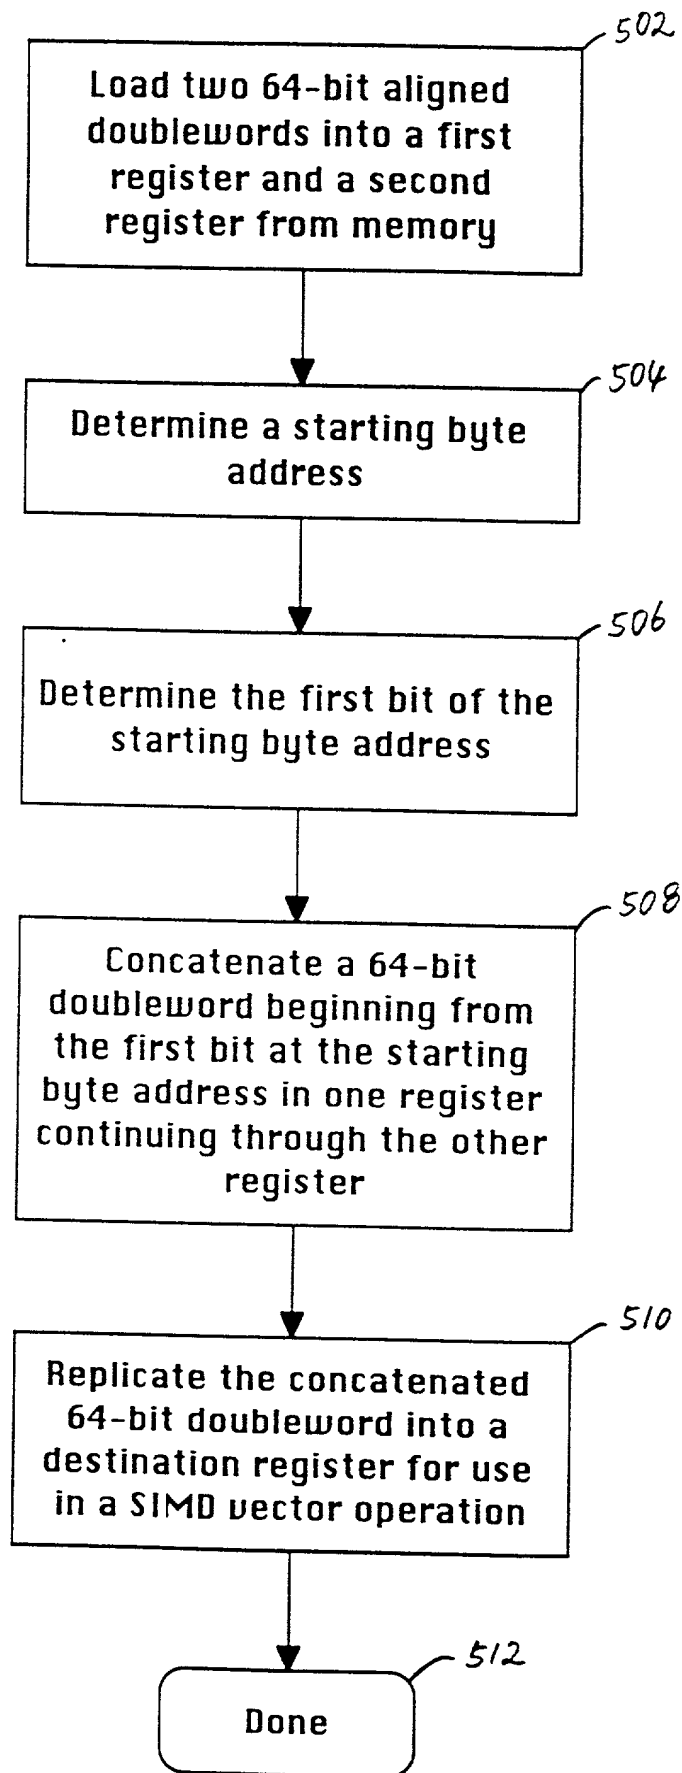 502
Load two 64-bit aligned
doublewords into a first
register and a second
register from memory
504
Determine a starting byte
address
506
Determine the first bit of the
starting byte address
508
Concatenate a 64-bit
doubleword beginning from
the first bit at the starting
byte address in one register
continuing through the other
register
510
Replicate the concatenated
64-bit doubleword into a
destination register for use
in a SIMD vector operation
512
Done